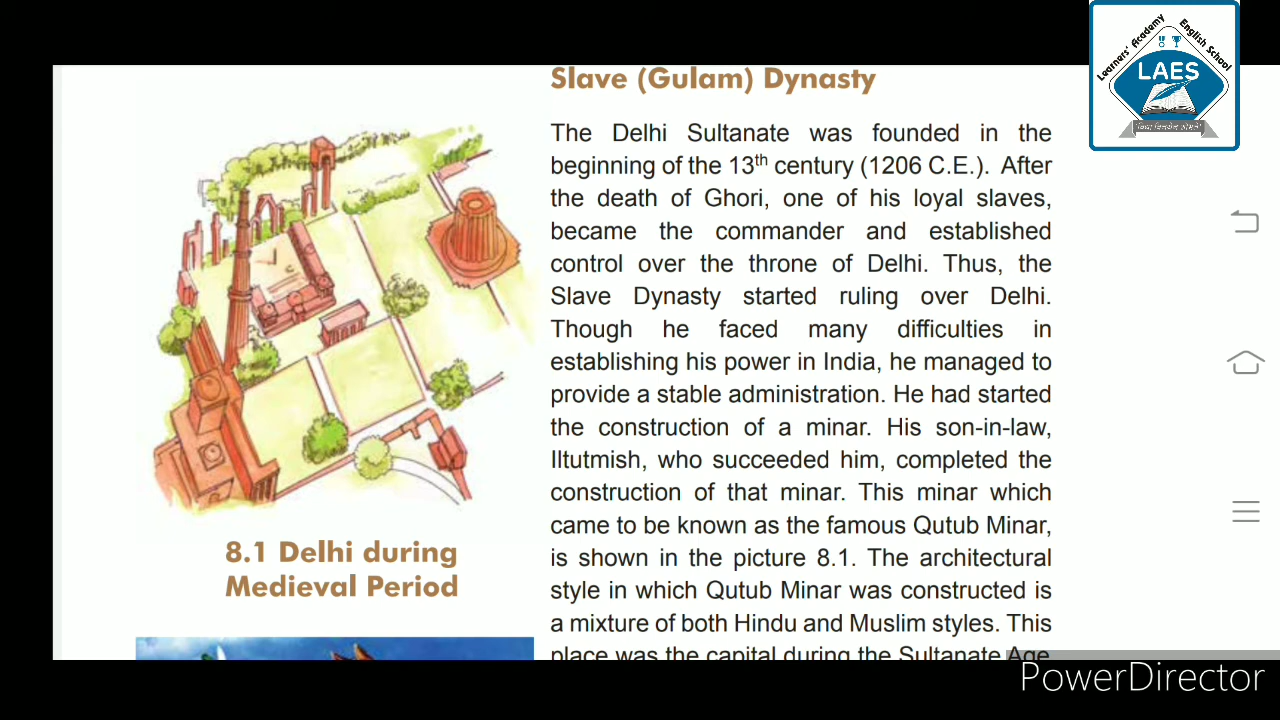 Slave (Gulam) Dynasty
The Delhi Sultanate was founded in the
beginning of the 13th century (1206 C.E.). After
the death of Ghori, one of his loyal slaves,
became the commander and established
control over the throne of Delhi. Thus, the
Slave Dynasty started ruling over Delhi.
Though he faced many difficulties in
establishing his power in India, he managed to
provide a stable administration. He had started
the construction of a minar. His son-in-law,
Iltutmish, who succeeded him, completed the
construction of that minar. This minar which
came to be known as the famous Qutub Minar,
is shown in the picture 8.1. The architectural
style in which Qutub Minar was constructed is
a mixture of both Hindu and Muslim styles. This
place was the capital during the Sultanate Age
8.1 Delhi during
Medieval Period
Learners' Academy English School
LAES
PowerDirector